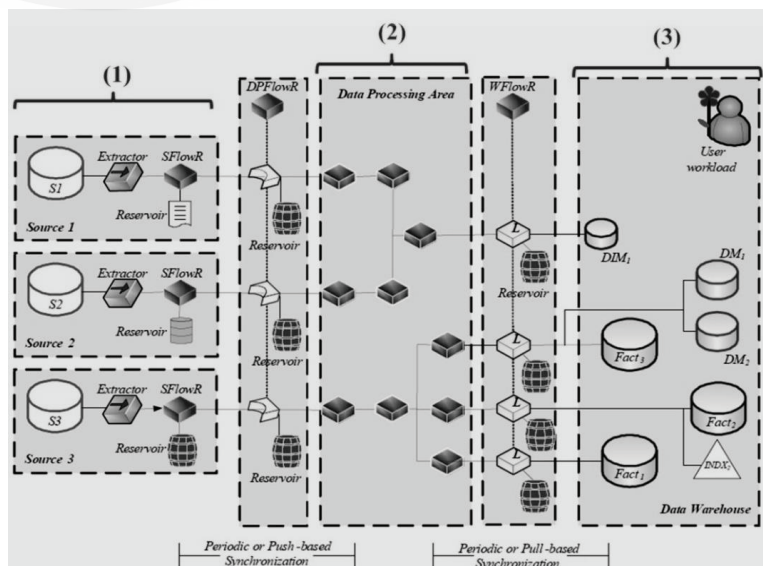 (1)
(2)
(3)
DPFlowR
Data Processing Area
WFlowR
User
workload
S1
Extractor
SFlowR
Reservoir
Source 1
Reservoir
S2
Extractor
SFlowR
Reservoir
Source 2
Reservoir
S3
Extractor
SFlowR
Reservoir
Source 3
Reservoir
L
Reservoir
L
L
L
DIM1
DM1
DM2
Fact3
Fact2
INDX2
Fact1
Data Warehouse
Periodic or Push-based
Synchronization
Periodic or Pull-based
Synchronization